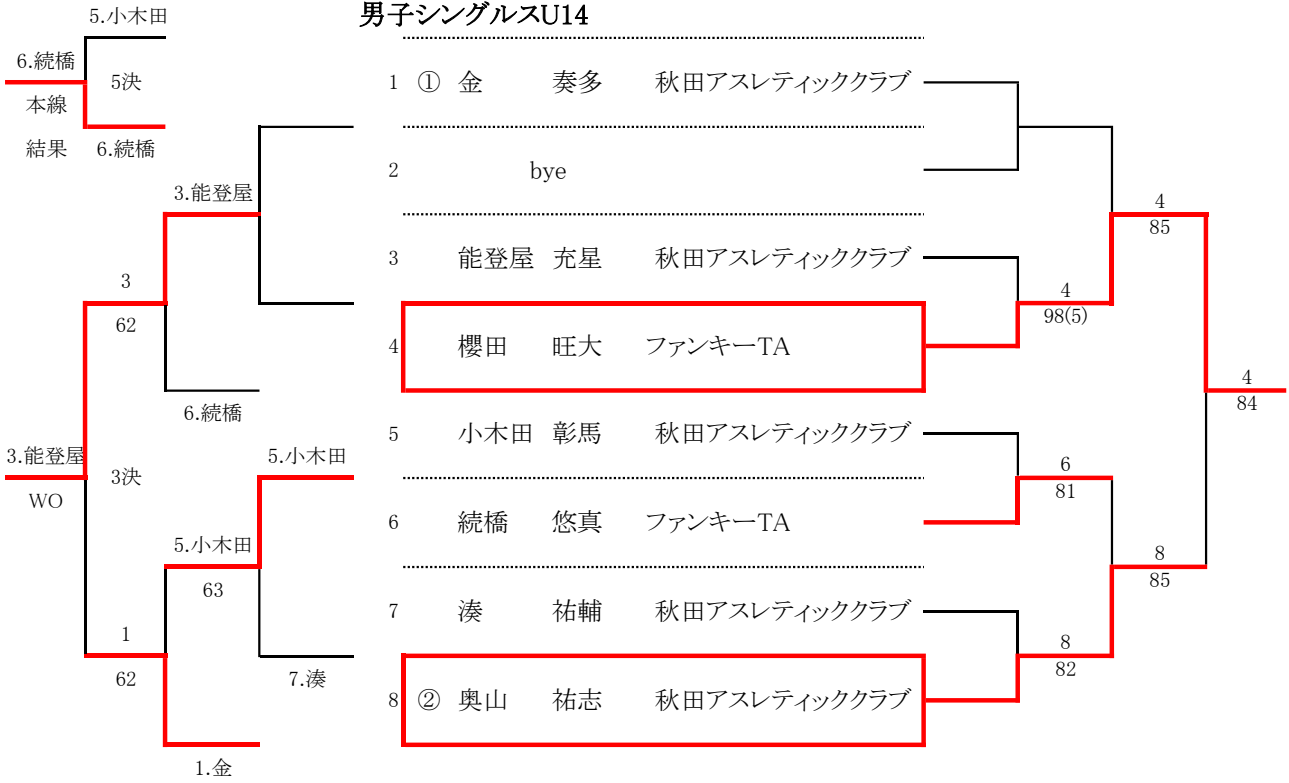 男子シングルスU14
5.小木田
6.続橋
5決
本線
結果
6.続橋
3.能登屋
3
62
6.続橋
3.能登屋
3決
WO
5.小木田
5.小木田
63
1
62
7.湊
1.金
1 ① 金 奏多 秋田アスレティッククラブ
2 bye
3 能登屋 充星 秋田アスレティッククラブ
4 櫻田 旺大 ファンキーTA
5 小木田 彰馬 秋田アスレティッククラブ
6 続橋 悠真 ファンキーTA
7 湊 祐輔 秋田アスレティッククラブ
8 ② 奥山 祐志 秋田アスレティッククラブ
4
98(5)
6
81
8
82
4
85
8
85
4
84